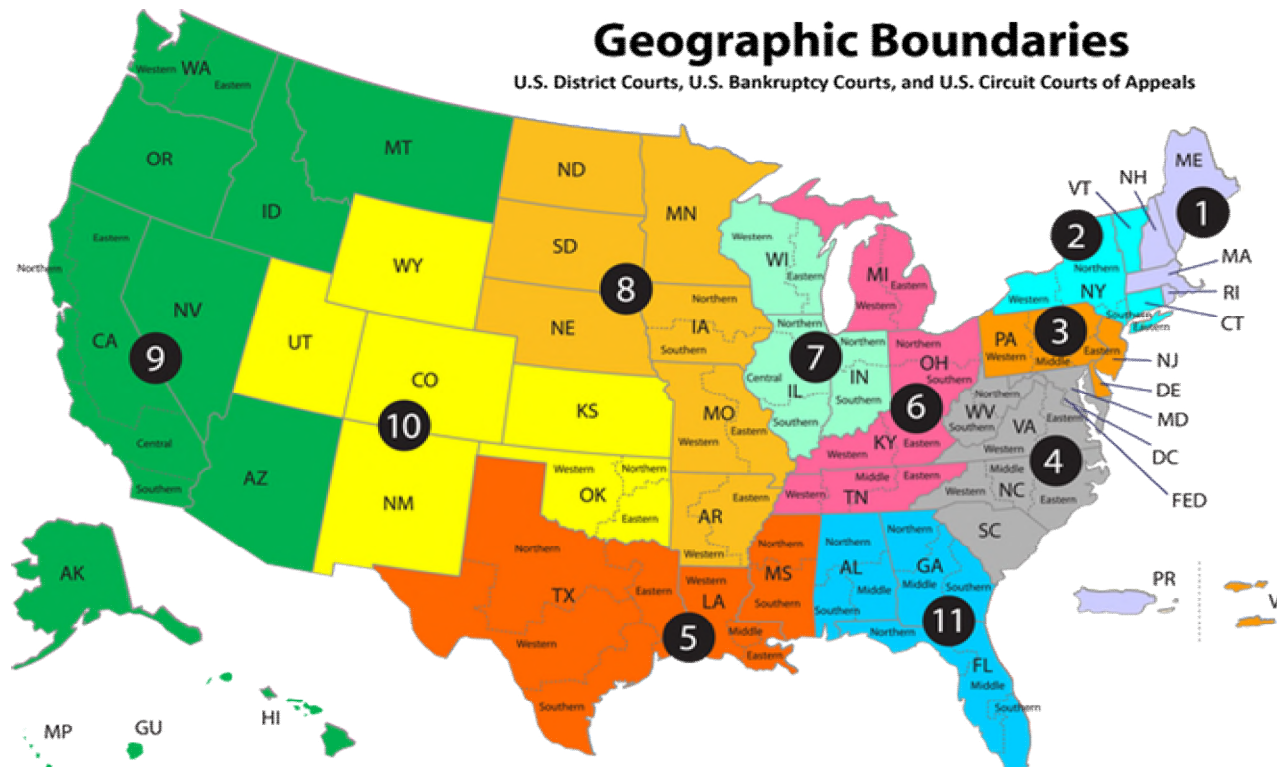 Geographic Boundaries
U.S. District Courts, U.S. Bankruptcy Courts, and U.S. Circuit Courts of Appeals
Western
WA
Eastern
OR
MT
ID
Eastern
Northern
NV
CA
9
Central
Southern
AZ
WY
UT
CO
10
NM
KS
Western
Northern
OK
Eastern
ND
MN
SD
8
NE
Northern
IA
Southern
MO
Western
Eastern
AR
Eastern
Western
Western
WI
Eastern
MI
Eastern
Western
Northern
7
Central
IL
Southern
Northern
IN
Southern
Northern
OH
Southern
6
KY
Western
Eastern
Middle
Eastern
Western
TN
VT
NH
ME
1
2
MA
Northern
Western
NY
RI
Southern
Eastern
CT
3
PA
Western
Middle
Eastern
NJ
DE
MD
DC
FED
Northern
WV
Southern
VA
Eastern
Western
4
Middle
Western
NC
Eastern
SC
Northern
TX
Eastern
Western
Southern
Western
LA
5
Middle
Eastern
Northern
MS
Southern
Northern
AL
Middle
Southern
Northern
GA
Middle
Southern
11
Northern
FL
Middle
Southern
PR
V
AK
HI
MP
GU